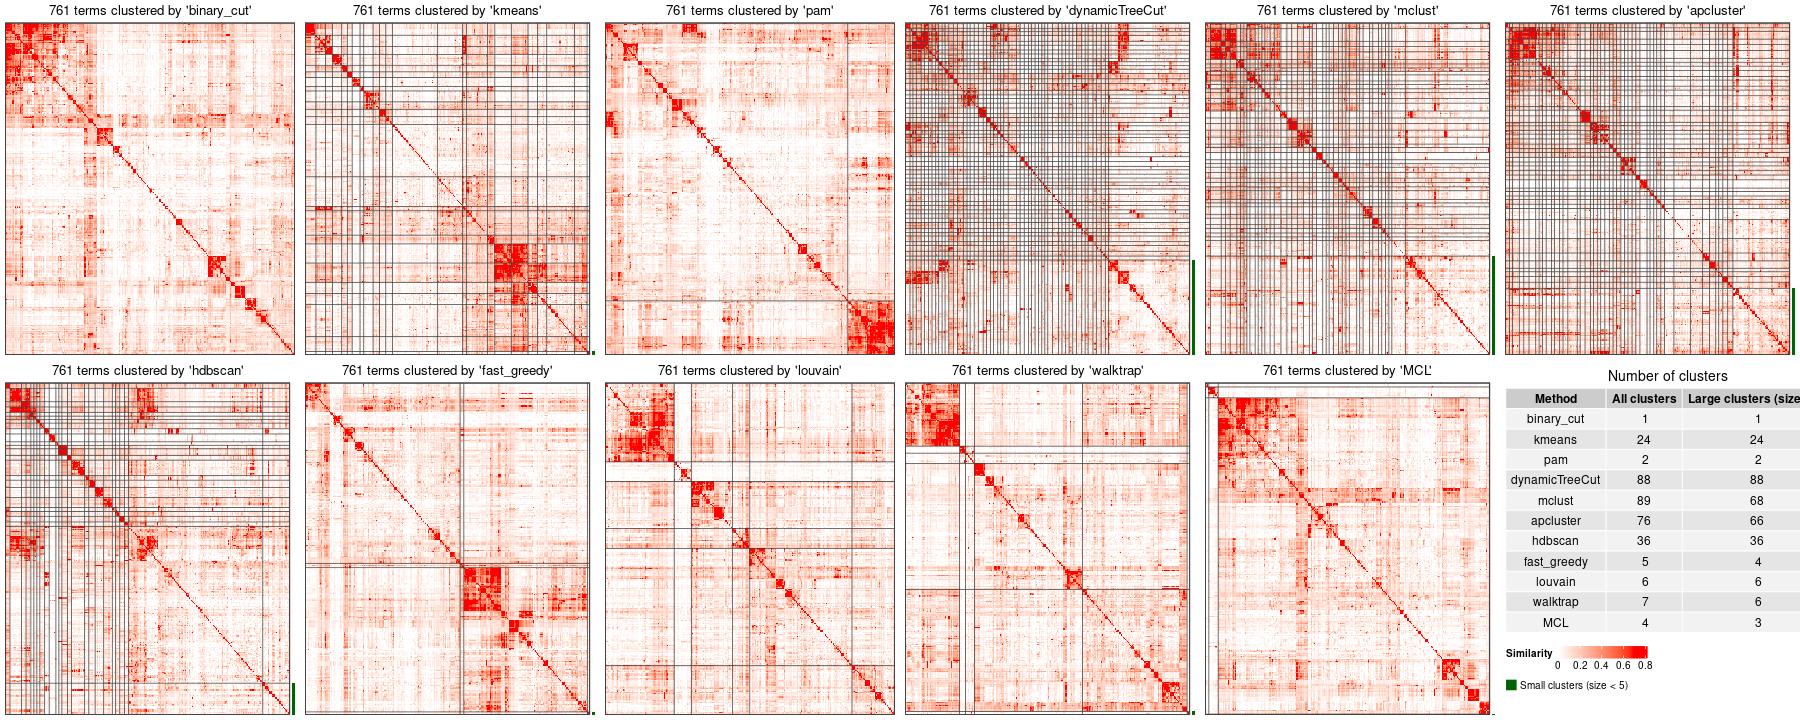 761 terms clustered by 'binary_cut'
761 terms clustered by 'kmeans'
761 terms clustered by 'pam'
761 terms clustered by 'dynamicTreeCut'
761 terms clustered by 'mclust'
761 terms clustered by 'apcluster'
761 terms clustered by 'hdbscan'
761 terms clustered by 'fast_greedy'
761 terms clustered by 'louvain'
761 terms clustered by 'walktrap'
761 terms clustered by 'MCL'
Number of clusters
Method All clusters Large clusters (size
binary_cut 1 1
kmeans 24 24
pam 2 2
dynamicTreeCut 88 88
mclust 89 68
apcluster 76 66
hdbscan 36 36
fast_greedy 5 4
louvain 6 6
walktrap 7 6
MCL 4 3
Similarity
0 0.2 0.4 0.6 0.8
Small clusters (size < 5)